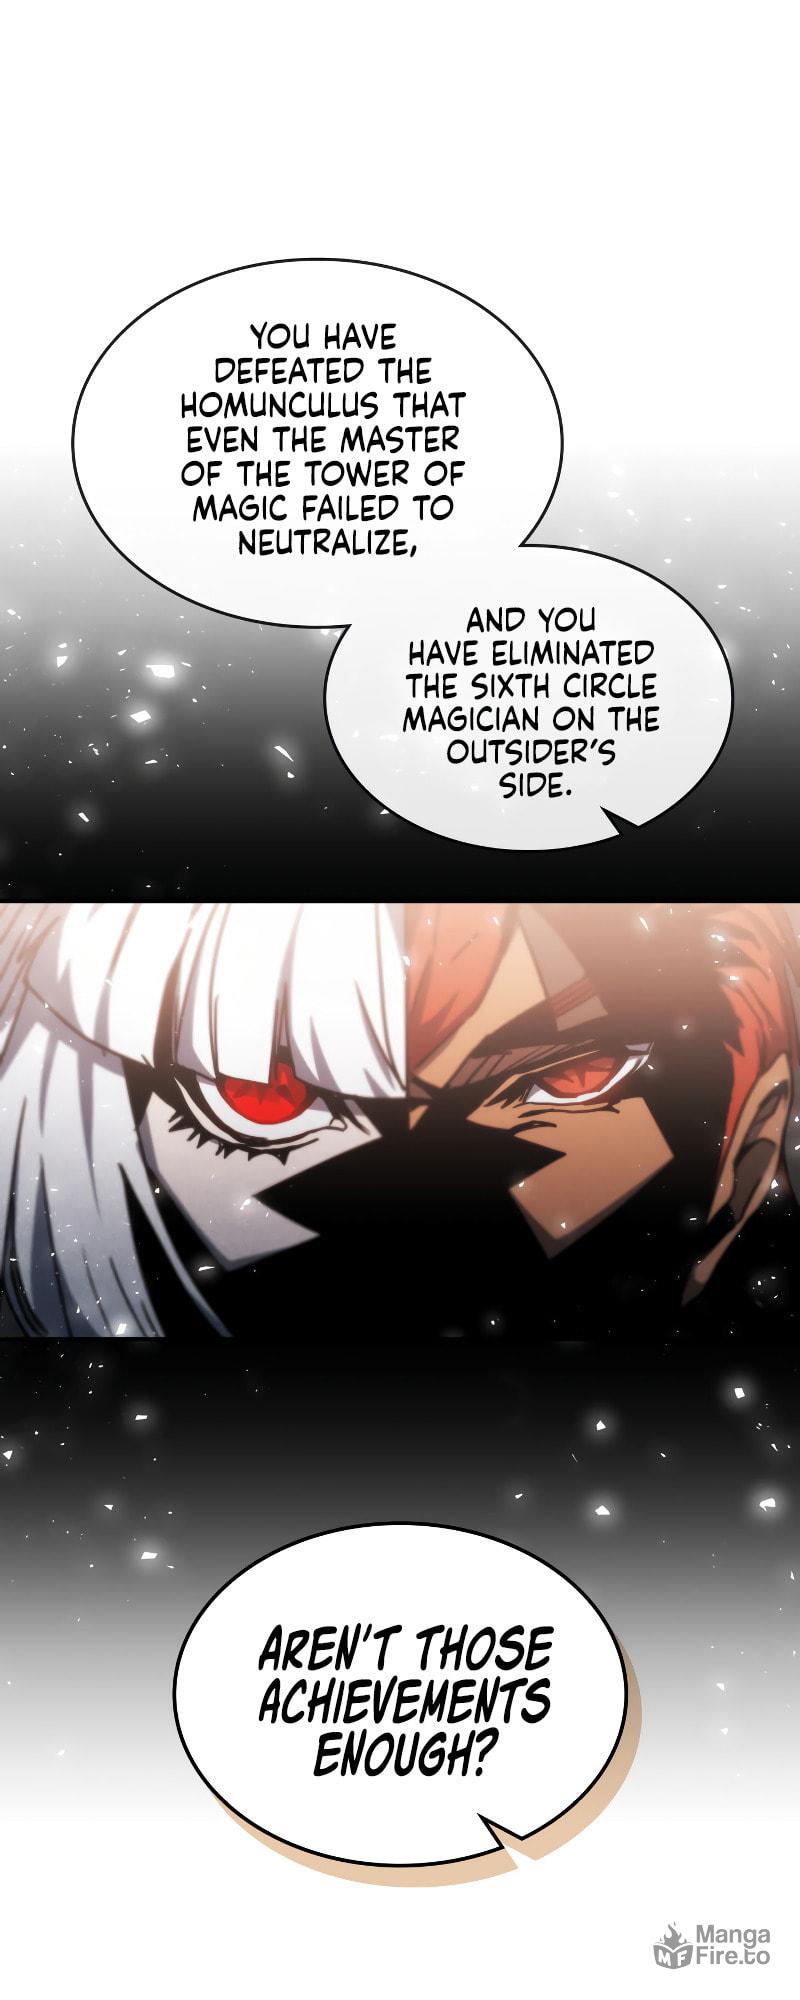 YOU HAVE
DEFEATED THE
HOMUNCULUS THAT
EVEN THE MASTER
OF THE TOWER OF
MAGIC FAILED TO
NEUTRALIZE,
AND YOU
HAVE ELIMINATED
THE SIXTH CIRCLE
MAGICIAN ON THE
OUTSIDER'S
SIDE.
AREN'T THOSE
ACHIEVEMENTS
ENOUGH?
MF Manga
Fire.to